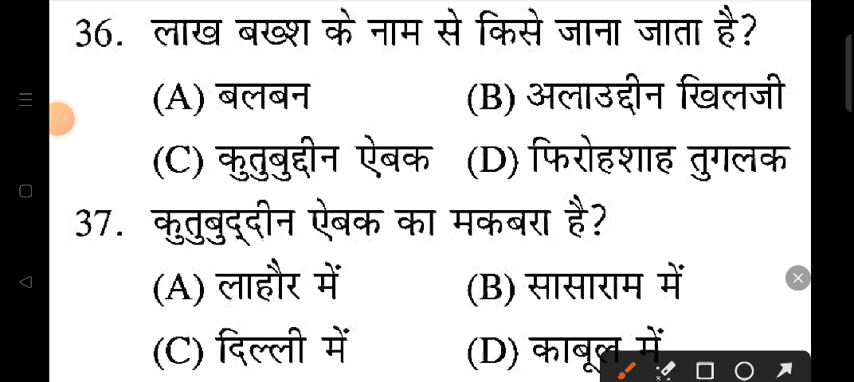 36. लाख बख्श के नाम से किसे जाना जाता है?
(A) बलबन (B) अलाउद्दीन खिलजी
(C) कुतुबुद्दीन ऐबक (D) फिरोहशाह तुगलक
37. कुतुबुद्‌दीन ऐबक का मकबरा है?
(A) लाहौर में (B) सासाराम में
(C) दिल्ली में (D) काबूल में